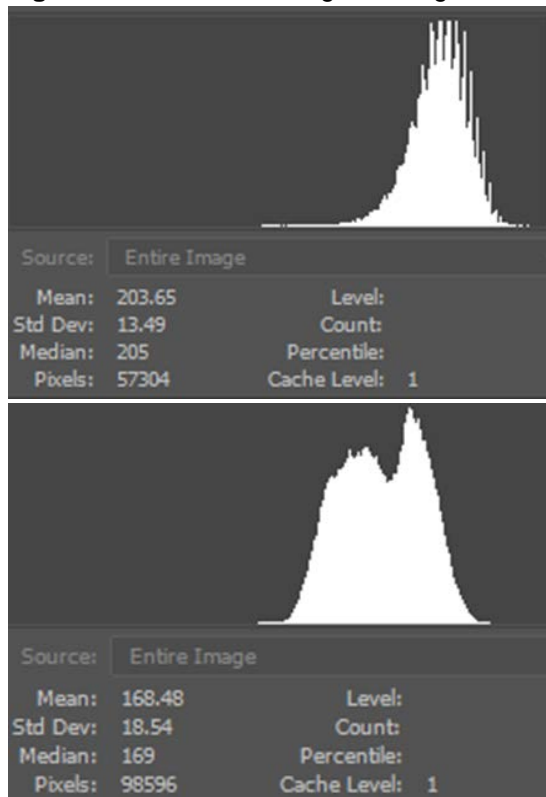 Source: Entire Image
Mean: 203.65 Level:
Std Dev: 13.49 Count:
Median: 205 Percentile:
Pixels: 57304 Cache Level: 1
Source: Entire Image
Mean: 168.48 Level:
Std Dev: 18.54 Count:
Median: 169 Percentile:
Pixels: 98596 Cache Level: 1